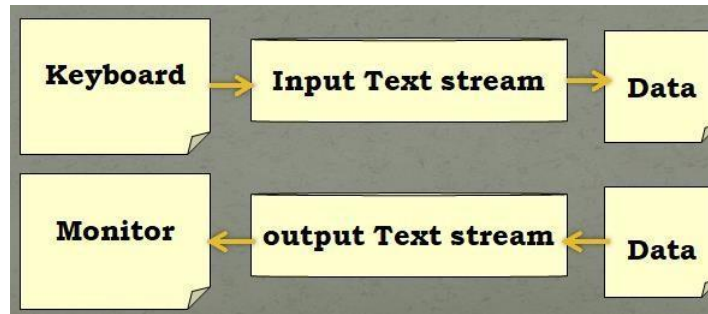 Keyboard
Input Text stream
Data
Monitor
output Text stream
Data